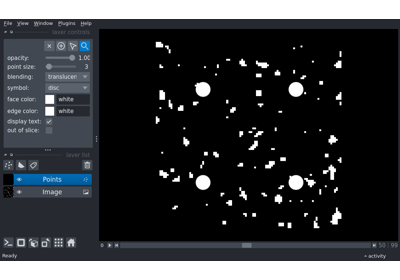 File View Window Plugins Help
layer controls
opacity: 1.00
point size: 3
blending: translucen
symbol: disc
face color: white
edge color: white
display text:
out of slice:
layer list
Points
Image
0 50 99
Ready activity